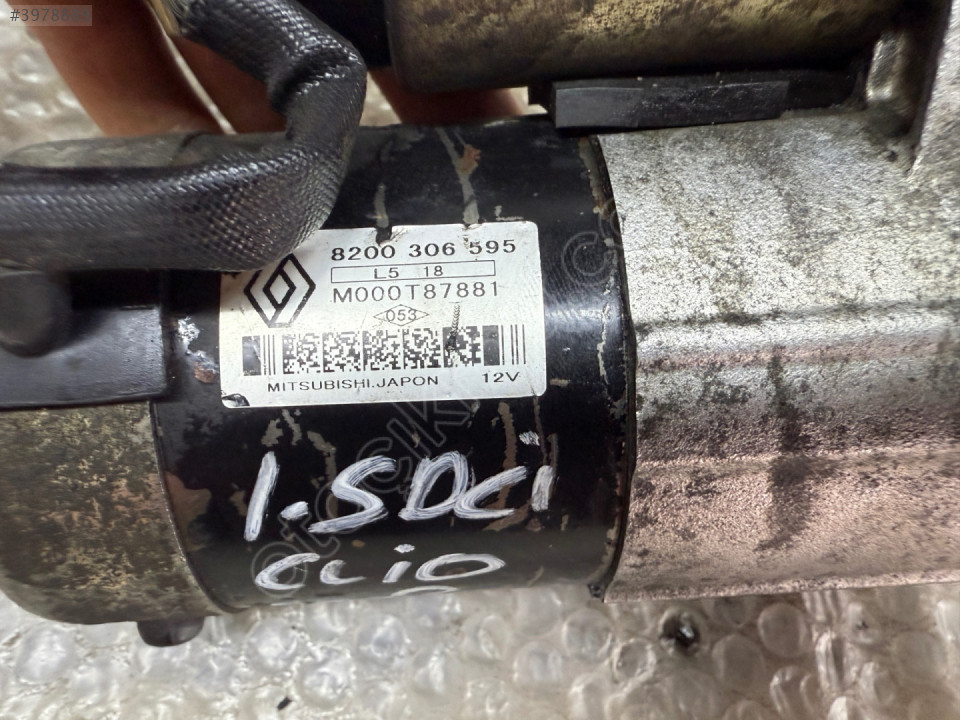 8200 306 595
L5 18
M000T87881
053
MITSUBISHI.JAPON 12V
1.5DCi
CLiO